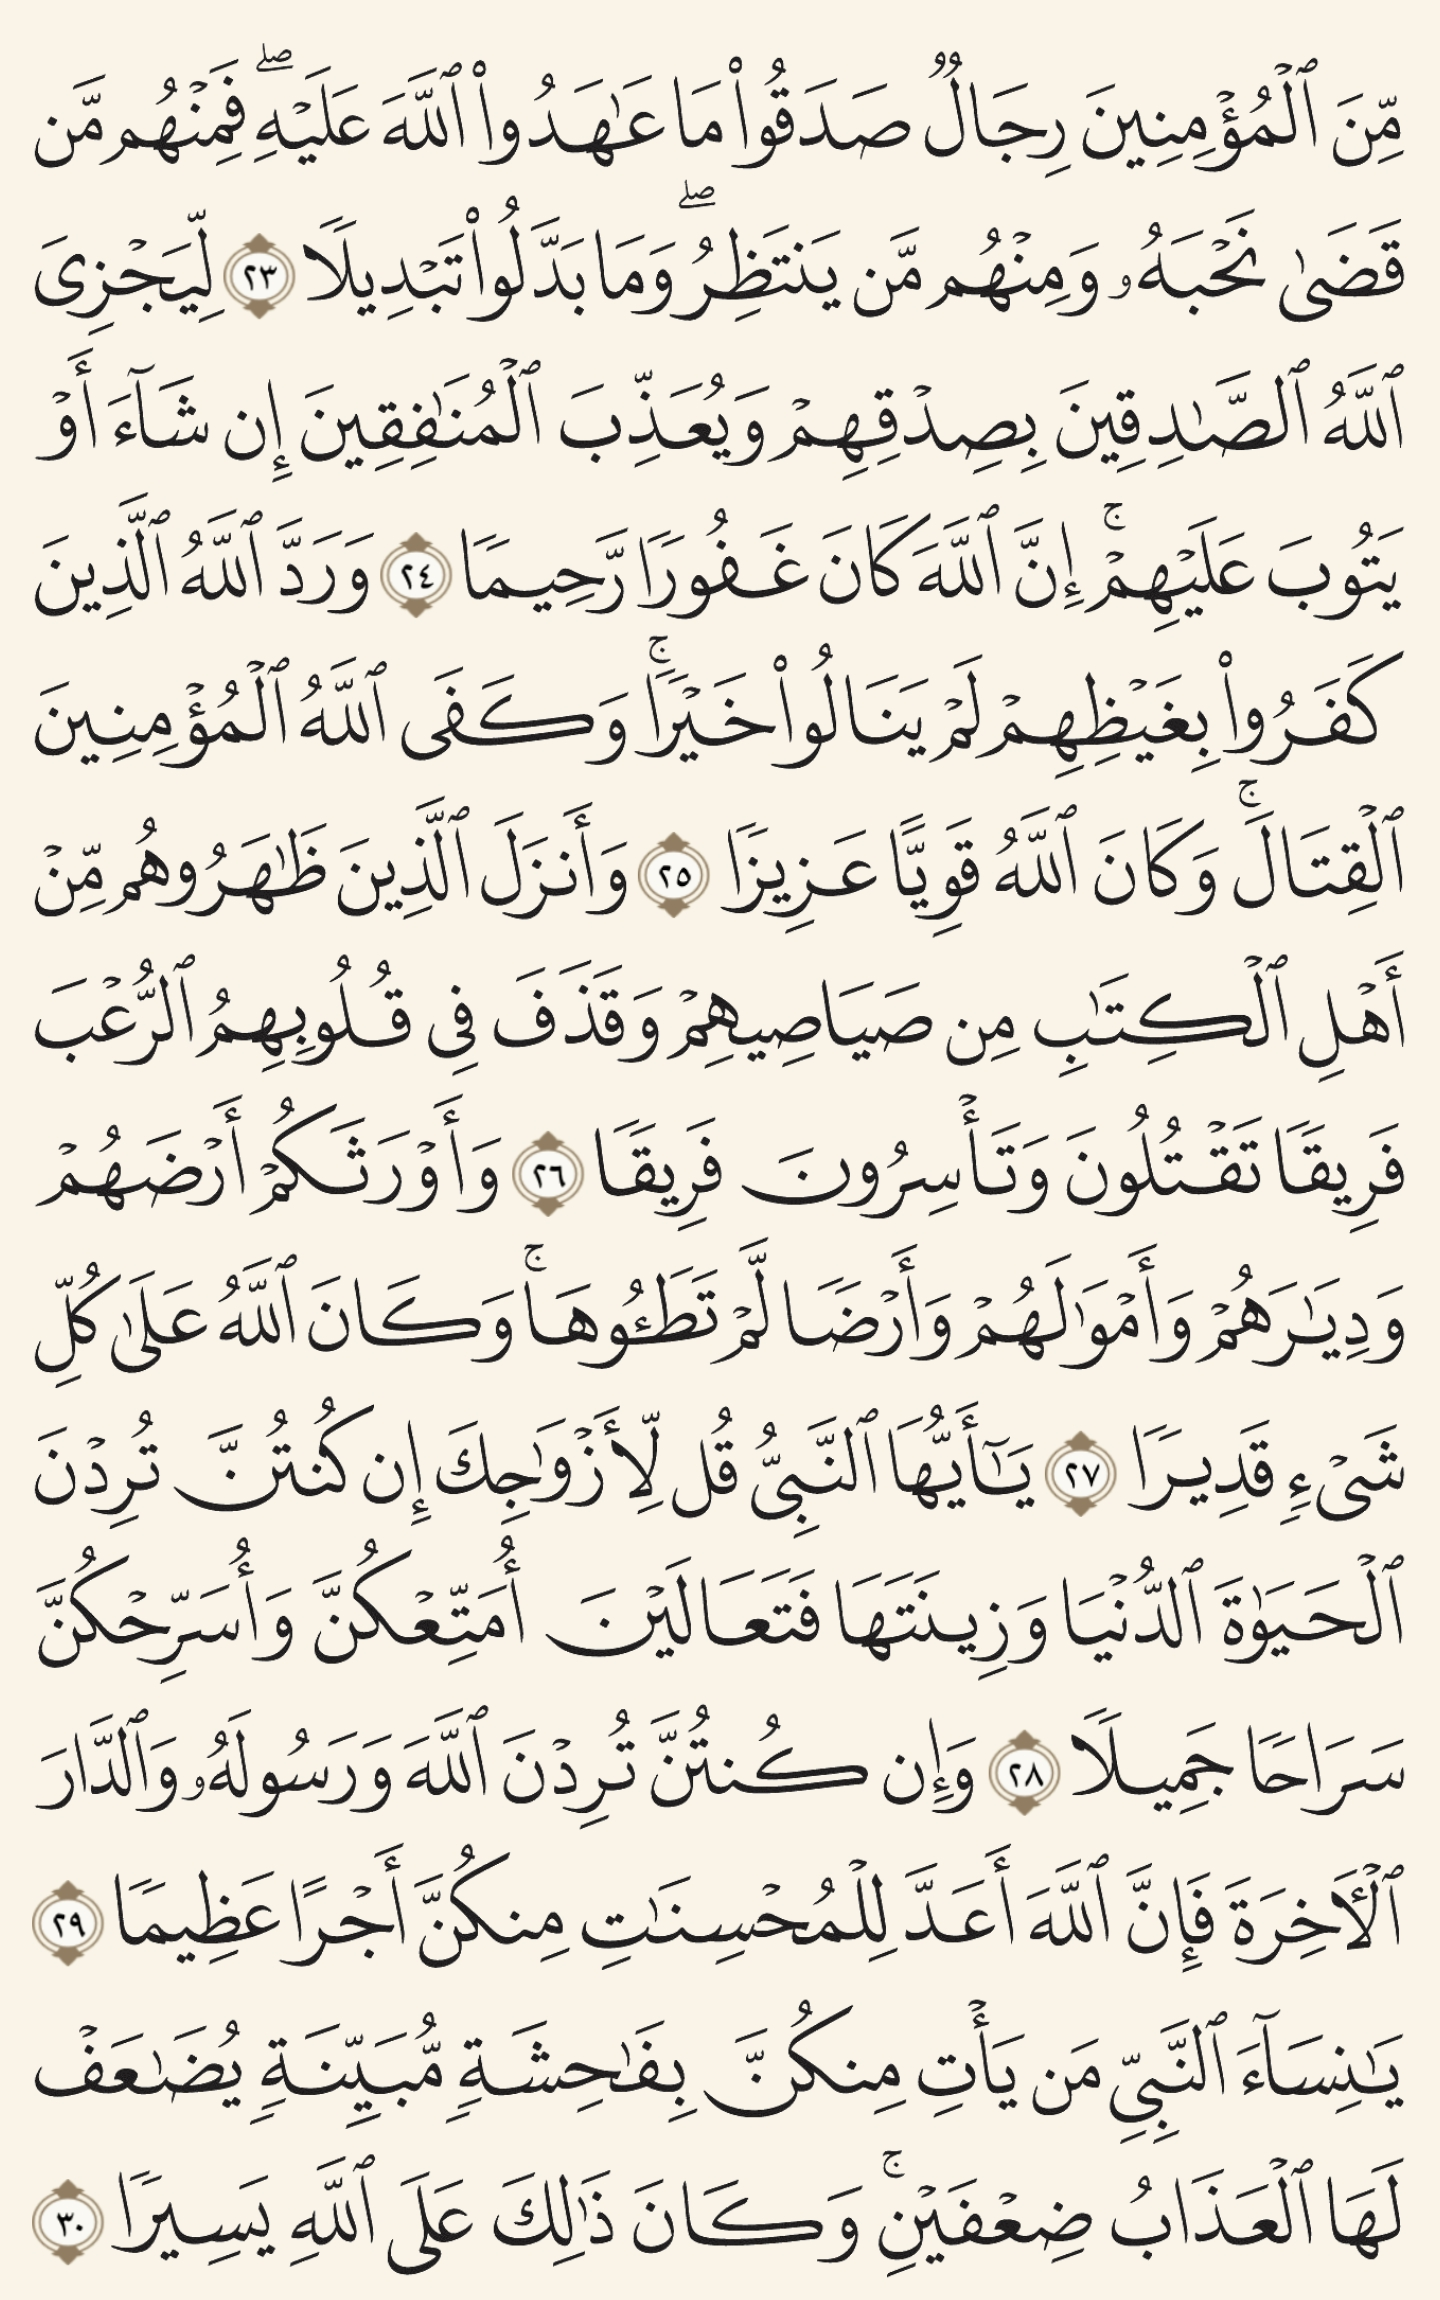 مِّنَ ٱلْمُؤْمِنِينَ رِجَالٌ صَدَقُوا۟ مَا عَـٰهَدُوا۟ ٱللَّهَ عَلَيْهِ ۖ فَمِنْهُم مَّن
قَضَىٰ نَحْبَهُۥ وَمِنْهُم مَّن يَنتَظِرُ ۖ وَمَا بَدَّلُوا۟ تَبْدِيلًا ٢٣ لِّيَجْزِىَ
ٱللَّهُ ٱلصَّـٰدِقِينَ بِصِدْقِهِمْ وَيُعَذِّبَ ٱلْمُنَـٰفِقِينَ إِن شَآءَ أَوْ
يَتُوبَ عَلَيْهِمْ ۚ إِنَّ ٱللَّهَ كَانَ غَفُورًا رَّحِيمًا ٢٤ وَرَدَّ ٱللَّهُ ٱلَّذِينَ
كَفَرُوا۟ بِغَيْظِهِمْ لَمْ يَنَالُوا۟ خَيْرًا ۚ وَكَفَى ٱللَّهُ ٱلْمُؤْمِنِينَ
ٱلْقِتَالَ ۚ وَكَانَ ٱللَّهُ قَوِيًّا عَزِيزًا ٢٥ وَأَنزَلَ ٱلَّذِينَ ظَـٰهَرُوهُم مِّنْ
أَهْلِ ٱلْكِتَـٰبِ مِن صَيَاصِيهِمْ وَقَذَفَ فِى قُلُوبِهِمُ ٱلرُّعْبَ
فَرِيقًا تَقْتُلُونَ وَتَأْسِرُونَ فَرِيقًا ٢٦ وَأَوْرَثَكُمْ أَرْضَهُمْ
وَدِيَـٰرَهُمْ وَأَمْوَٰلَهُمْ وَأَرْضًا لَّمْ تَطَـُٔوهَا ۚ وَكَانَ ٱللَّهُ عَلَىٰ كُلِّ
شَىْءٍ قَدِيرًا ٢٧ يَـٰٓأَيُّهَا ٱلنَّبِىُّ قُل لِّأَزْوَٰجِكَ إِن كُنتُنَّ تُرِدْنَ
ٱلْحَيَوٰةَ ٱلدُّنْيَا وَزِينَتَهَا فَتَعَالَيْنَ أُمَتِّعْكُنَّ وَأُسَرِّحْكُنَّ
سَرَاحًا جَمِيلًا ٢٨ وَإِن كُنتُنَّ تُرِدْنَ ٱللَّهَ وَرَسُولَهُۥ وَٱلدَّارَ
ٱلْـَٔاخِرَةَ فَإِنَّ ٱللَّهَ أَعَدَّ لِلْمُحْسِنَـٰتِ مِنكُنَّ أَجْرًا عَظِيمًا ٢٩
يَـٰنِسَآءَ ٱلنَّبِىِّ مَن يَأْتِ مِنكُنَّ بِفَـٰحِشَةٍ مُّبَيِّنَةٍ يُضَـٰعَفْ
لَهَا ٱلْعَذَابُ ضِعْفَيْنِ ۚ وَكَانَ ذَٰلِكَ عَلَى ٱللَّهِ يَسِيرًا ٣٠